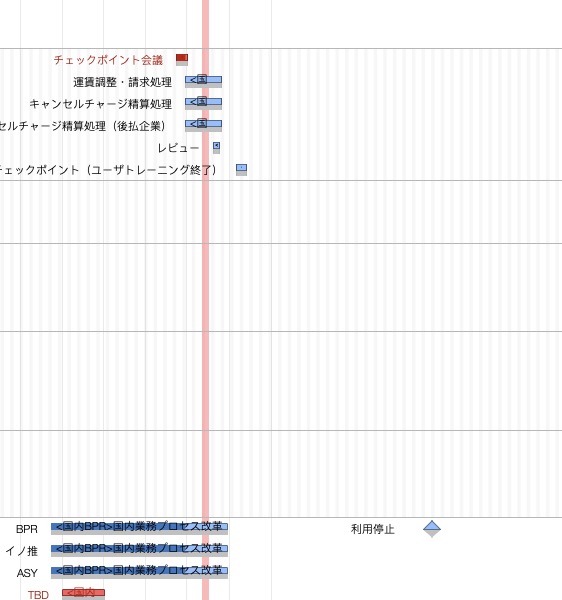 チェックポイント会議
運賃調整・請求処理 <国
キャンセルチャージ精算処理 <国
セルチャージ精算処理（後払企業） <国
レビュー
チェックポイント（ユーザトレーニング終了）
BPR <国内BPR>国内業務プロセス改革 利用停止
イノ推 <国内BPR>国内業務プロセス改革
ASY <国内BPR>国内業務プロセス改革
TBD <国内